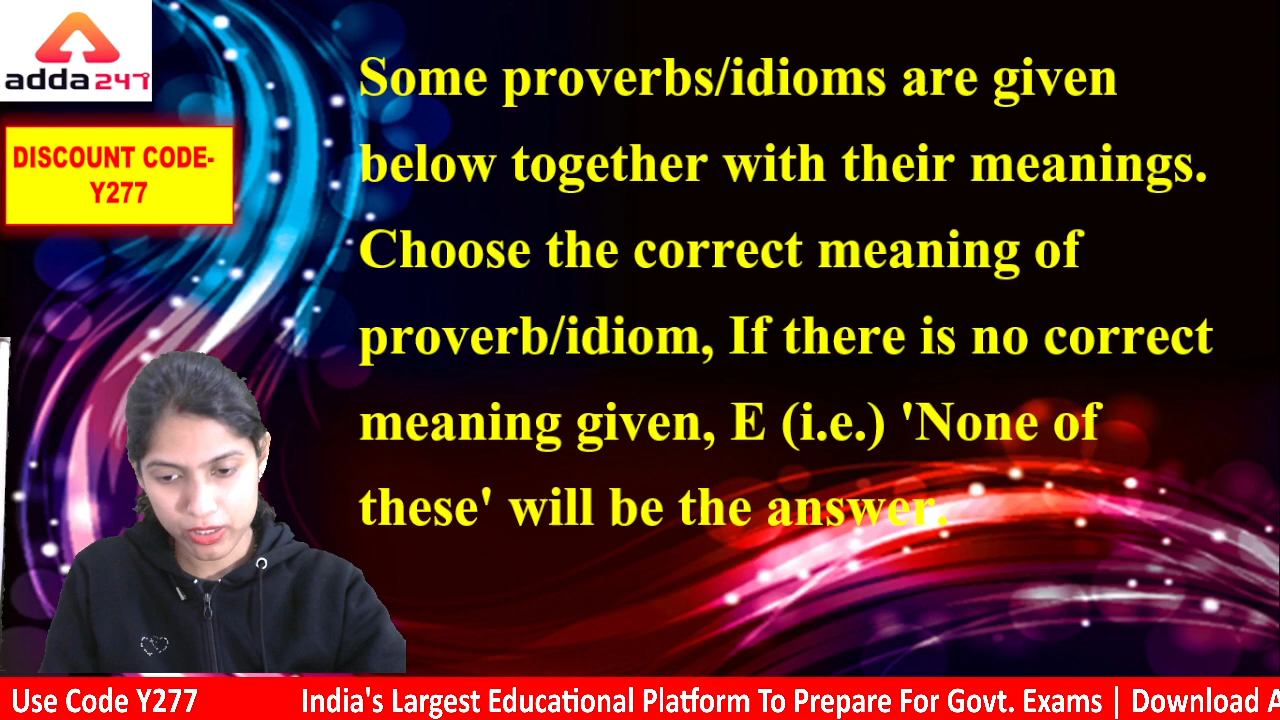 adda247
DISCOUNT CODE-
Y277
Some proverbs/idioms are given
below together with their meanings.
Choose the correct meaning of
proverb/idiom, If there is no correct
meaning given, E (i.e.) 'None of
these' will be the answer.
Use Code Y277 India's Largest Educational Platform To Prepare For Govt. Exams | Download